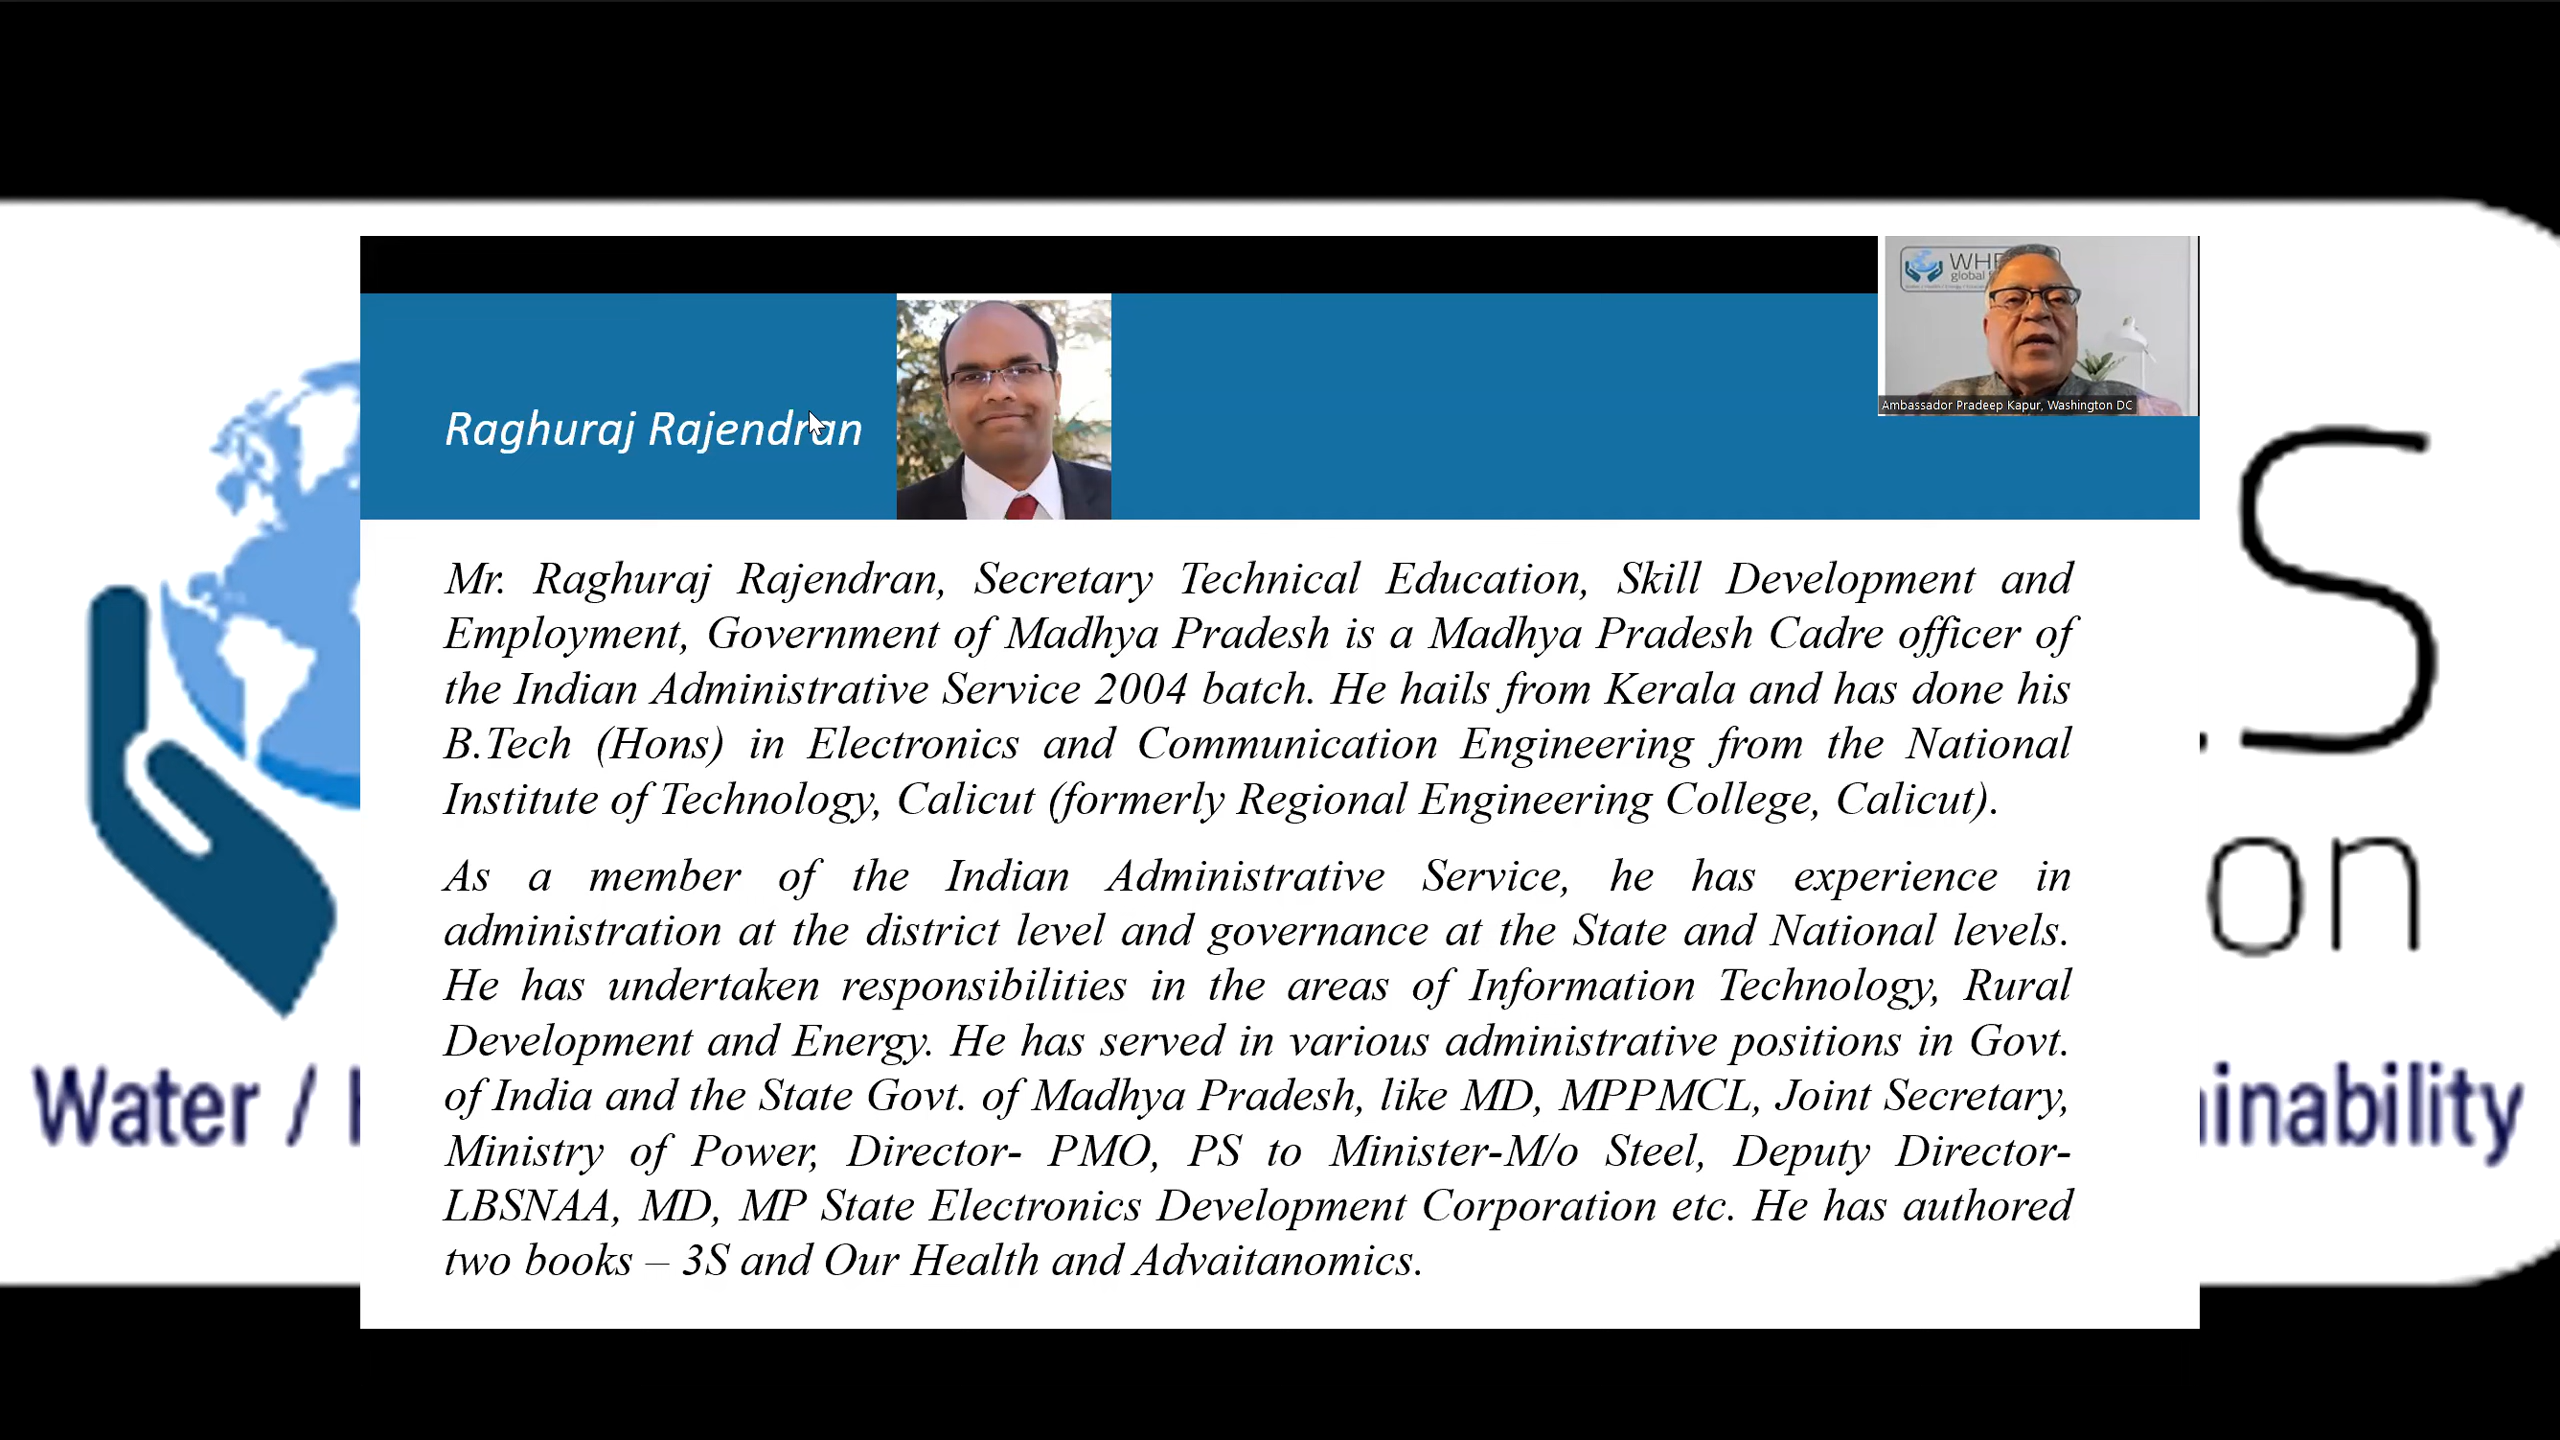 WHE
global f
Ambassador Pradeep Kapur, Washington DC
Raghuraj Rajendran
Mr. Raghuraj Rajendran, Secretary Technical Education, Skill Development and
Employment, Government of Madhya Pradesh is a Madhya Pradesh Cadre officer of
the Indian Administrative Service 2004 batch. He hails from Kerala and has done his
B.Tech (Hons) in Electronics and Communication Engineering from the National
Institute of Technology, Calicut (formerly Regional Engineering College, Calicut).
As a member of the Indian Administrative Service, he has experience in
administration at the district level and governance at the State and National levels.
He has undertaken responsibilities in the areas of Information Technology, Rural
Development and Energy. He has served in various administrative positions in Govt.
of India and the State Govt. of Madhya Pradesh, like MD, MPPMCL, Joint Secretary,
Ministry of Power, Director- PMO, PS to Minister-M/o Steel, Deputy Director-
LBSNAA, MD, MP State Electronics Development Corporation etc. He has authored
two books – 3S and Our Health and Advaitanomics.
S
on
Water /
inability